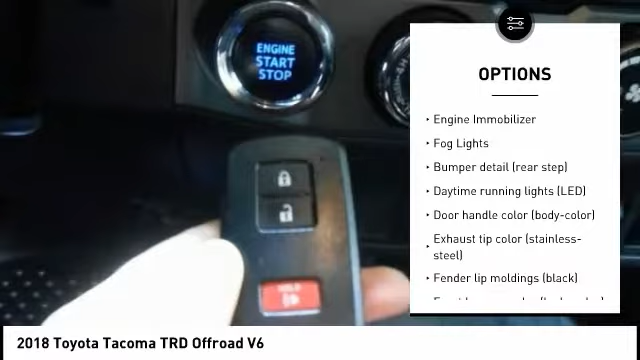 ENGINE
START
STOP
OPTIONS
Engine Immobilizer
Fog Lights
Bumper detail (rear step)
Daytime running lights (LED)
Door handle color (body-color)
Exhaust tip color (stainless-
steel)
Fender lip moldings (black)
HOLD
2018 Toyota Tacoma TRD Offroad V6